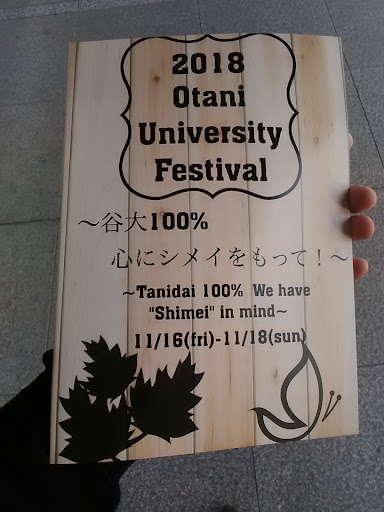 2018
Otani
University
Festival
～谷大100%
心にシメイをもって！～
~Tanidai 100% We have
"Shimei" in mind~
11/16(fri)-11/18(sun)